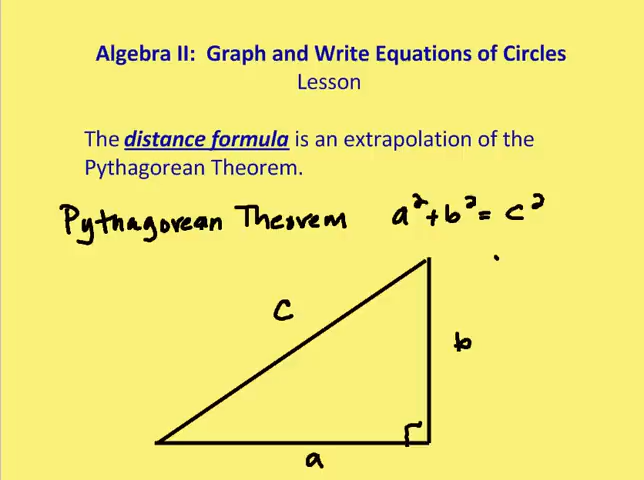 Algebra II: Graph and Write Equations of Circles
Lesson
The distance formula is an extrapolation of the
Pythagorean Theorem.
Pythagorean Theorem a² + b² = c²
c
b
a